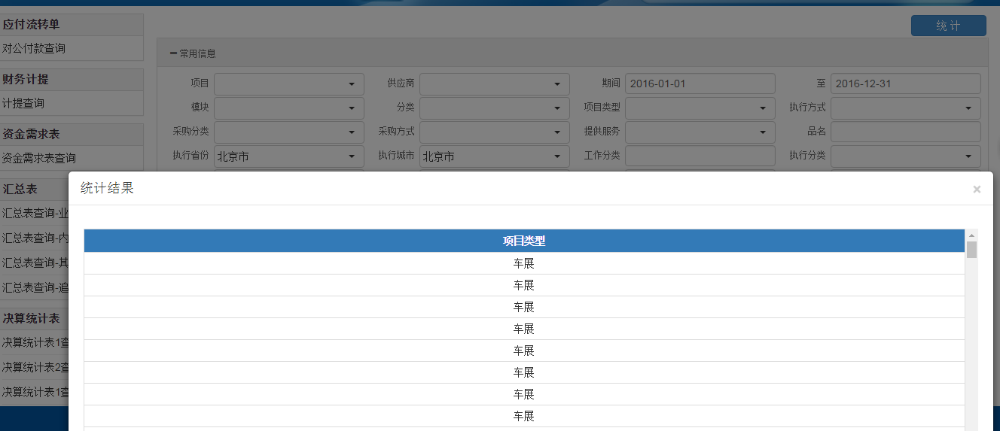 应付流转单
对公付款查询
财务计提
计提查询
资金需求表
资金需求表查询
汇总表
汇总表查询-业
汇总表查询-内
汇总表查询-其
汇总表查询-追
决算统计表
决算统计表1查
决算统计表2查
决算统计表1查
统 计
常用信息
项目 供应商 期间 2016-01-01 至 2016-12-31
模块 分类 项目类型 执行方式
采购分类 采购方式 提供服务 品名
执行省份 北京市 执行城市 北京市 工作分类 执行分类
统计结果 ×
项目类型
车展
车展
车展
车展
车展
车展
车展
车展